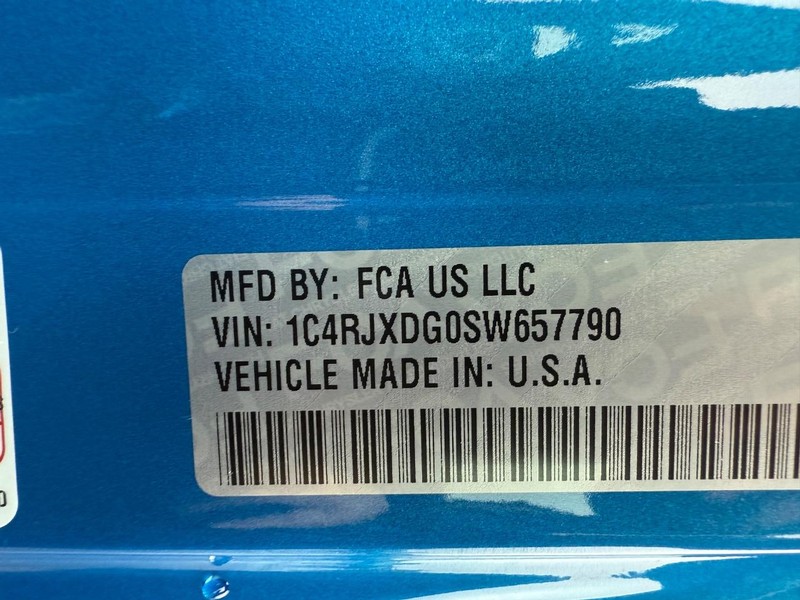 MFD BY: FCA US LLC
VIN: 1C4RJXDG0SW657790
VEHICLE MADE IN: U.S.A.